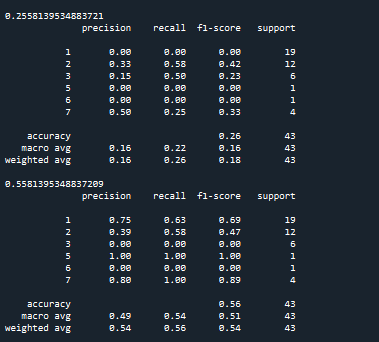 0.2558139534883721
precision recall f1-score support
1 0.00 0.00 0.00 19
2 0.33 0.58 0.42 12
3 0.15 0.50 0.23 6
5 0.00 0.00 0.00 1
6 0.00 0.00 0.00 1
7 0.50 0.25 0.33 4
accuracy 0.26 43
macro avg 0.16 0.22 0.16 43
weighted avg 0.16 0.26 0.18 43
0.5581395348837209
precision recall f1-score support
1 0.75 0.63 0.69 19
2 0.39 0.58 0.47 12
3 0.00 0.00 0.00 6
5 1.00 1.00 1.00 1
6 0.00 0.00 0.00 1
7 0.80 1.00 0.89 4
accuracy 0.56 43
macro avg 0.49 0.54 0.51 43
weighted avg 0.54 0.56 0.54 43